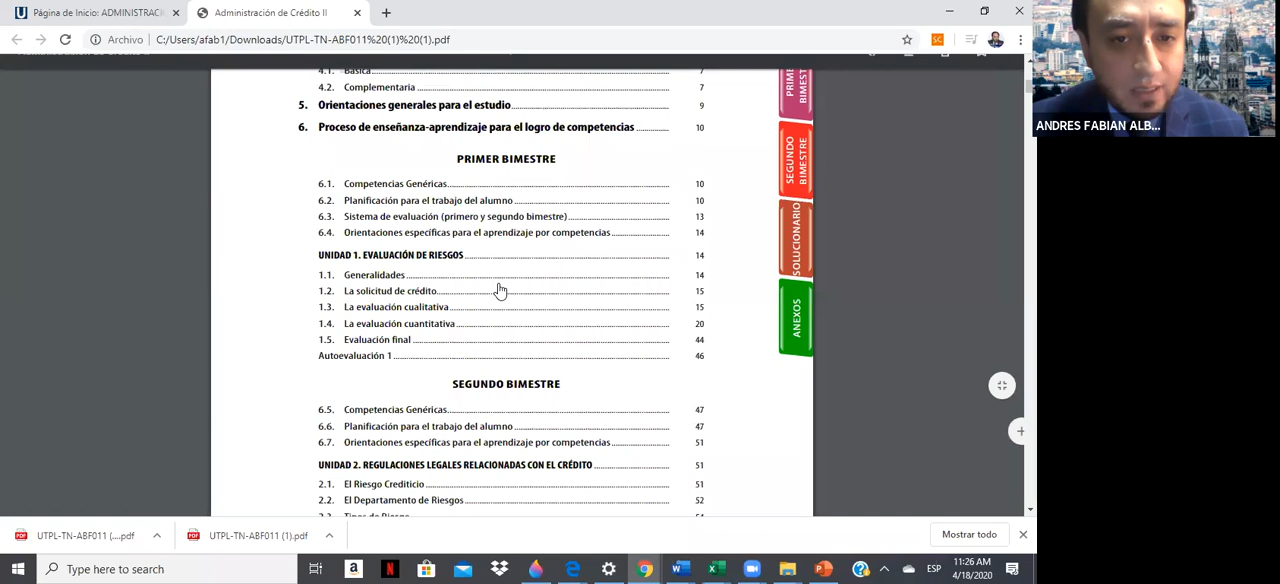 Página de Inicio: ADMINISTRACI
Administración de Crédito II
Archivo
C:/Users/afab1/Downloads/UTPL-TN-ABF011%20(1)%20(1).pdf
SC
4.1. Básica 7
4.2. Complementaria 7
5. Orientaciones generales para el estudio 9
6. Proceso de enseñanza-aprendizaje para el logro de competencias 10
PRIMER BIMESTRE
6.1. Competencias Genéricas 10
6.2. Planificación para el trabajo del alumno 10
6.3. Sistema de evaluación (primero y segundo bimestre) 13
6.4. Orientaciones específicas para el aprendizaje por competencias 14
UNIDAD 1. EVALUACIÓN DE RIESGOS 14
1.1. Generalidades 14
1.2. La solicitud de crédito 15
1.3. La evaluación cualitativa 15
1.4. La evaluación cuantitativa 20
1.5. Evaluación final 44
Autoevaluación 1 46
SEGUNDO BIMESTRE
6.5. Competencias Genéricas 47
6.6. Planificación para el trabajo del alumno 47
6.7. Orientaciones específicas para el aprendizaje por competencias 51
UNIDAD 2. REGULACIONES LEGALES RELACIONADAS CON EL CRÉDITO 51
2.1. El Riesgo Crediticio 51
2.2. El Departamento de Riesgos 52
2.3. Tipos de Riesgo 54
PRIME
BIMEST
SEGUNDO
BIMESTRE
SOLUCIONARIO
ANEXOS
ANDRES FABIAN ALB...
UTPL-TN-ABF011 (....pdf
UTPL-TN-ABF011 (1).pdf
Mostrar todo
Type here to search
ESP
11:26 AM
4/18/2020